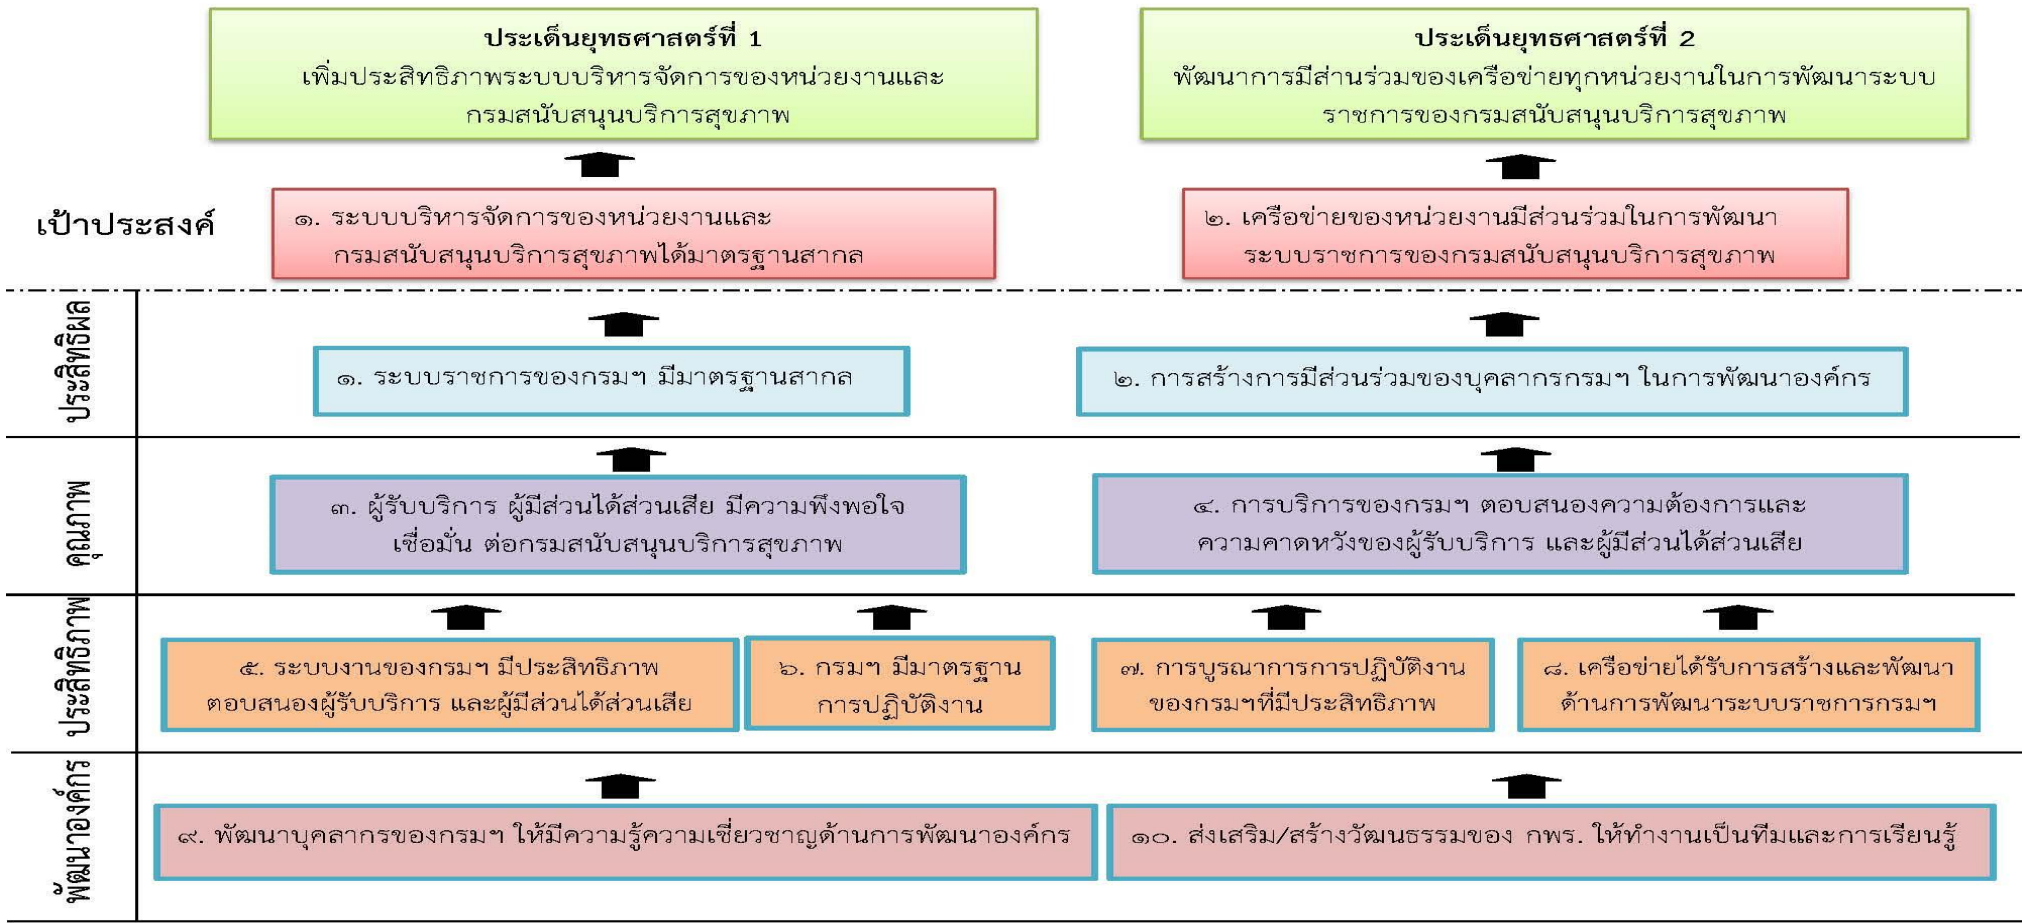 ประเด็นยุทธศาสตร์ที่ 1
เพิ่มประสิทธิภาพระบบบริหารจัดการของหน่วยงานและ
กรมสนับสนุนบริการสุขภาพ
ประเด็นยุทธศาสตร์ที่ 2
พัฒนาการมีส่านร่วมของเครือข่ายทุกหน่วยงานในการพัฒนาระบบ
ราชการของกรมสนับสนุนบริการสุขภาพ
เป้าประสงค์
๑. ระบบบริหารจัดการของหน่วยงานและ
กรมสนับสนุนบริการสุขภาพได้มาตรฐานสากล
๒. เครือข่ายของหน่วยงานมีส่วนร่วมในการพัฒนา
ระบบราชการของกรมสนับสนุนบริการสุขภาพ
ประสิทธิผล
๑. ระบบราชการของกรมฯ มีมาตรฐานสากล
๒. การสร้างการมีส่วนร่วมของบุคลากรกรมฯ ในการพัฒนาองค์กร
คุณภาพ
๓. ผู้รับบริการ ผู้มีส่วนได้ส่วนเสีย มีความพึงพอใจ
เชื่อมั่น ต่อกรมสนับสนุนบริการสุขภาพ
๔. การบริการของกรมฯ ตอบสนองความต้องการและ
ความคาดหวังของผู้รับบริการ และผู้มีส่วนได้ส่วนเสีย
ประสิทธิภาพ
๕. ระบบงานของกรมฯ มีประสิทธิภาพ
ตอบสนองผู้รับบริการ และผู้มีส่วนได้ส่วนเสีย
๖. กรมฯ มีมาตรฐาน
การปฏิบัติงาน
๗. การบูรณาการการปฏิบัติงาน
ของกรมฯที่มีประสิทธิภาพ
๘. เครือข่ายได้รับการสร้างและพัฒนา
ด้านการพัฒนาระบบราชการกรมฯ
พัฒนาองค์กร
๙. พัฒนาบุคลากรของกรมฯ ให้มีความรู้ความเชี่ยวชาญด้านการพัฒนาองค์กร
๑๐. ส่งเสริม/สร้างวัฒนธรรมของ กพร. ให้ทำงานเป็นทีมและการเรียนรู้